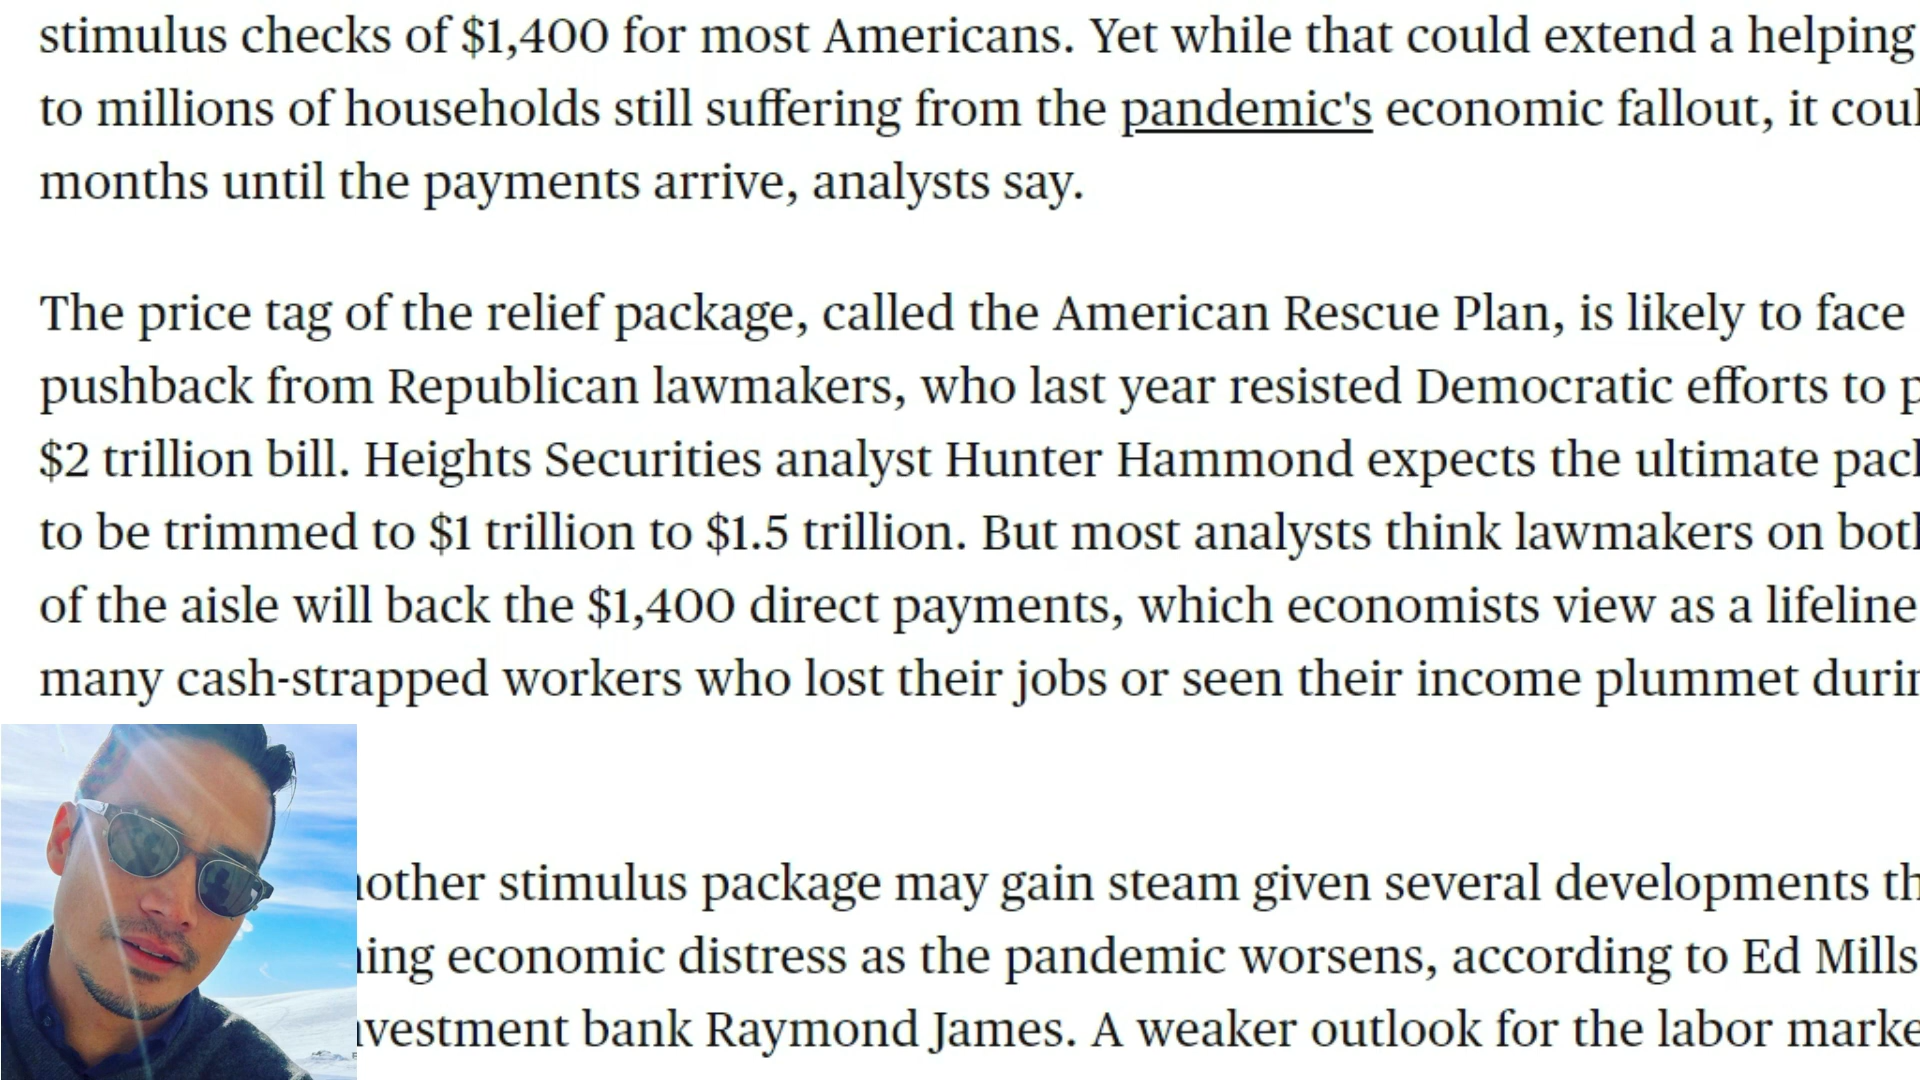 stimulus checks of $1,400 for most Americans. Yet while that could extend a helping
to millions of households still suffering from the pandemic's economic fallout, it coul
months until the payments arrive, analysts say.
The price tag of the relief package, called the American Rescue Plan, is likely to face
pushback from Republican lawmakers, who last year resisted Democratic efforts to p
$2 trillion bill. Heights Securities analyst Hunter Hammond expects the ultimate pack
to be trimmed to $1 trillion to $1.5 trillion. But most analysts think lawmakers on both
of the aisle will back the $1,400 direct payments, which economists view as a lifeline
many cash-strapped workers who lost their jobs or seen their income plummet durin
nother stimulus package may gain steam given several developments th
ning economic distress as the pandemic worsens, according to Ed Mills
nvestment bank Raymond James. A weaker outlook for the labor marke